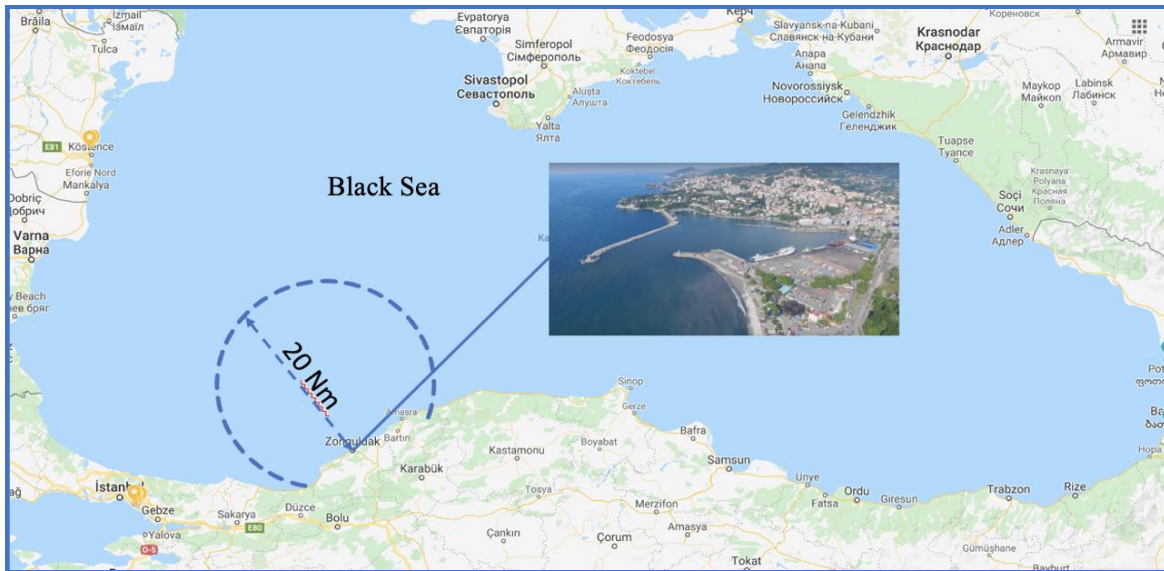 Brăila
Izmail
Ізмаїл
Tulca
E81
Köstence
Eforie Nord
Mankalya
Dobriç
Добрич
Varna
Варна
Evpatorya
Євпаторія
Simferopol
Сімферополь
Sivastopol
Севастополь
Feodosya
Феодосія
Koktebel'
Коктебель
Aluşta
Алушта
Yalta
Ялта
Керч
Slavyansk-na-Kubani
Славянск-на-Кубани
Anapa
Анапа
Novorossiysk
Новороссийск
Gelendzhik
Геленджик
Krasnodar
Краснодар
Кореновск
Armavir
Армавир
Maykop
Майкоп
Labinsk
Лабинск
Tuapse
Туапсе
Krasnaya
Polyana
Красная
Поляна
Soçi
Сочи
Adler
Адлер
Black Sea
20 Nm
Zonguldak
Amasra
Bartın
Karabük
Kastamonu
Sinop
Gerze
Boyabat
Bafra
Samsun
Ünye
Fatsa
Ordu
Giresun
Trabzon
Rize
Hopa
İstanbul
Gebze
Yalova
O-5
Sakarya
E80
Düzce
Bolu
Tosya
Çankırı
Merzifon
Çorum
Amasya
Tokat
Gümüşhane
Bayburt